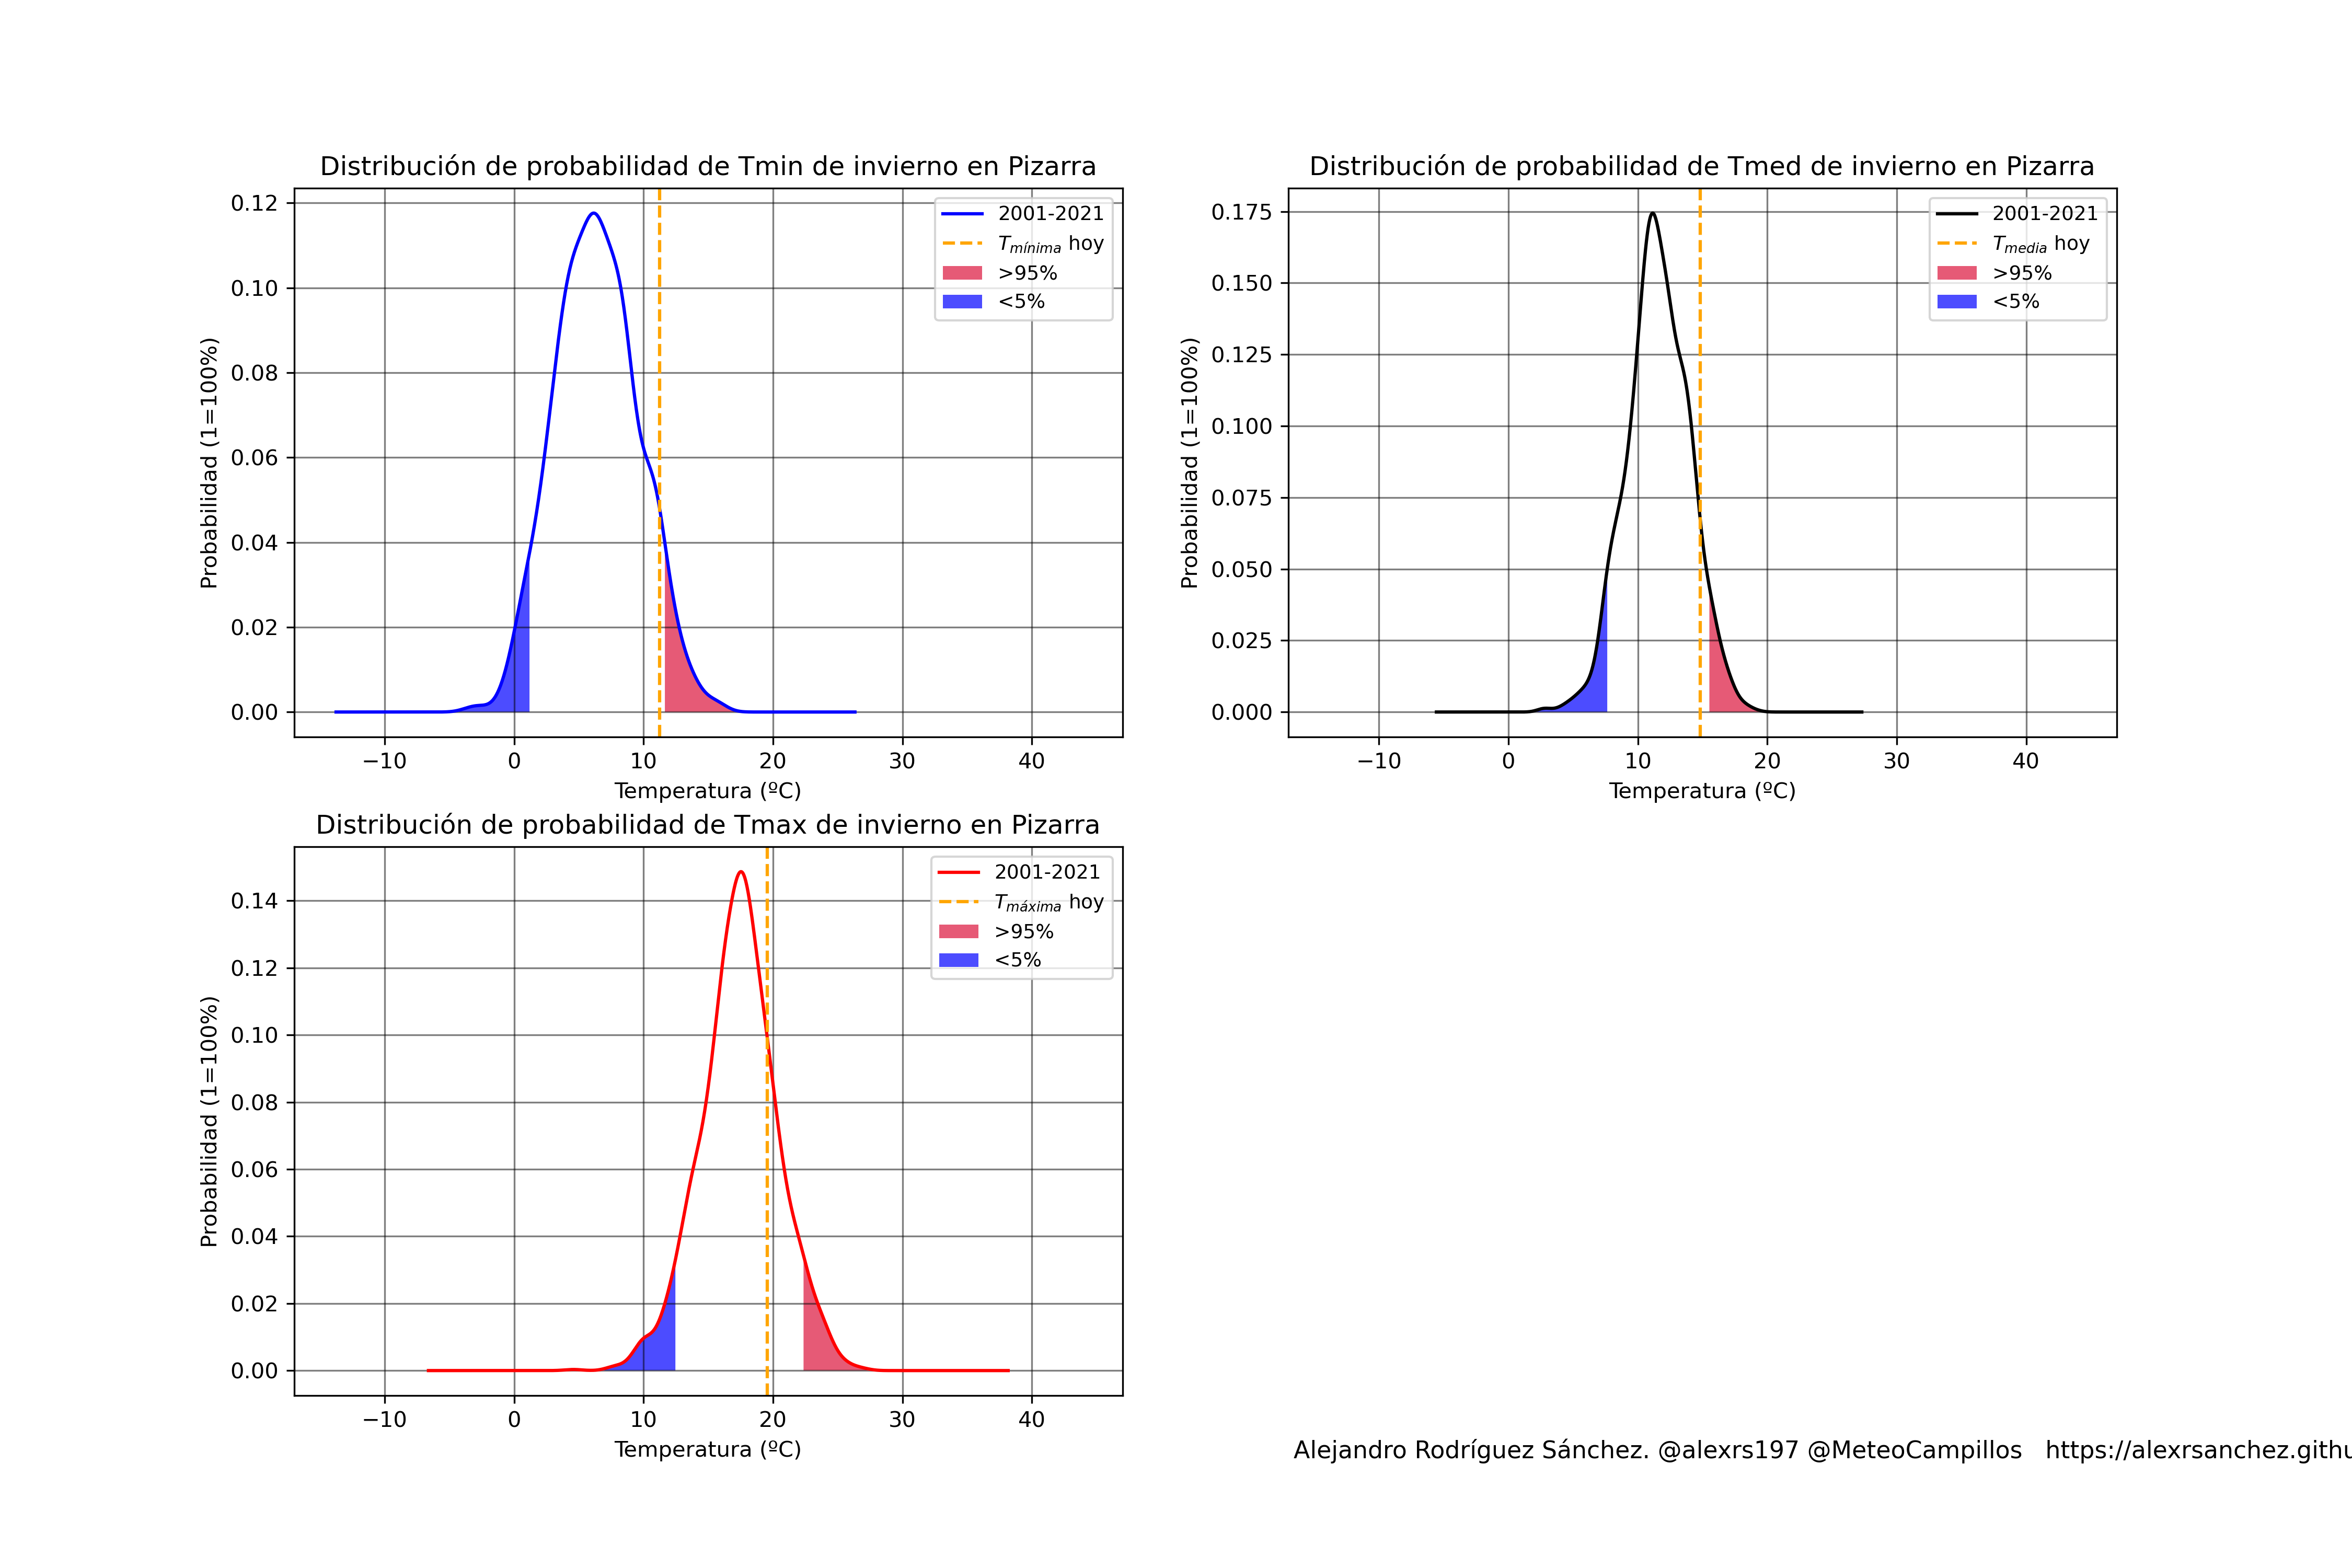 Distribución de probabilidad de Tmin de invierno en Pizarra
Probabilidad (1=100%)
0.12
0.10
0.08
0.06
0.04
0.02
0.00
−10 0 10 20 30 40
Temperatura (ºC)
2001-2021
Tmínima hoy
>95%
<5%
Distribución de probabilidad de Tmed de invierno en Pizarra
Probabilidad (1=100%)
0.175
0.150
0.125
0.100
0.075
0.050
0.025
0.000
−10 0 10 20 30 40
Temperatura (ºC)
2001-2021
Tmedia hoy
>95%
<5%
Distribución de probabilidad de Tmax de invierno en Pizarra
Probabilidad (1=100%)
0.14
0.12
0.10
0.08
0.06
0.04
0.02
0.00
−10 0 10 20 30 40
Temperatura (ºC)
2001-2021
Tmáxima hoy
>95%
<5%
Alejandro Rodríguez Sánchez. @alexrs197 @MeteoCampillos https://alexrsanchez.githu